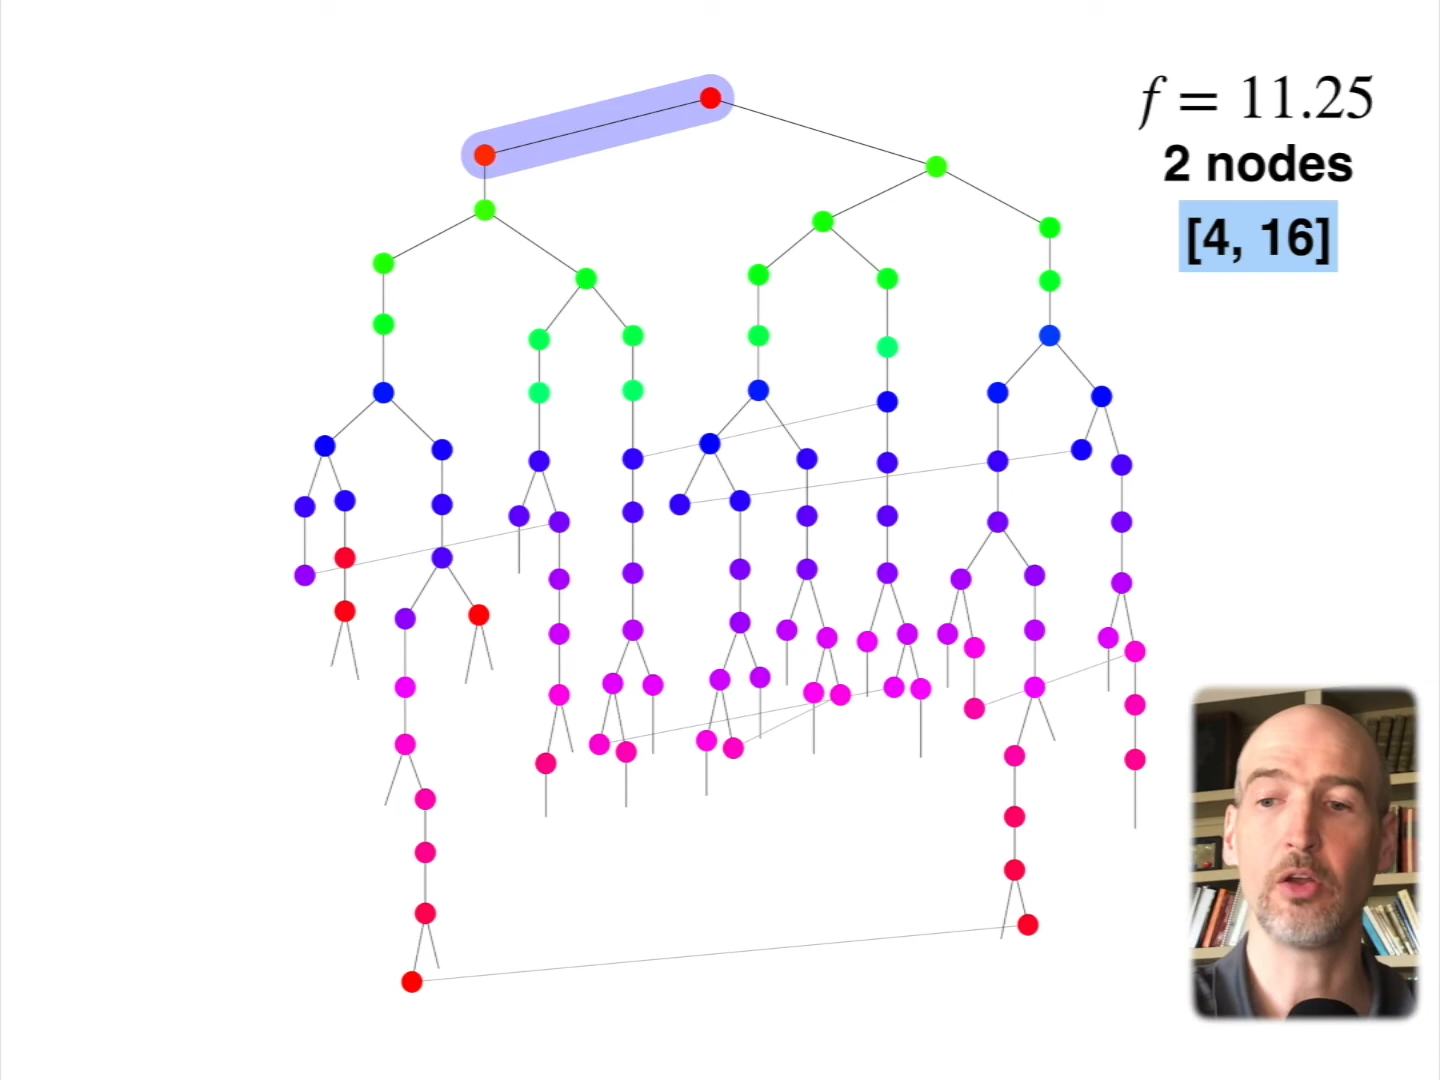 f = 11.25
2 nodes
[4, 16]